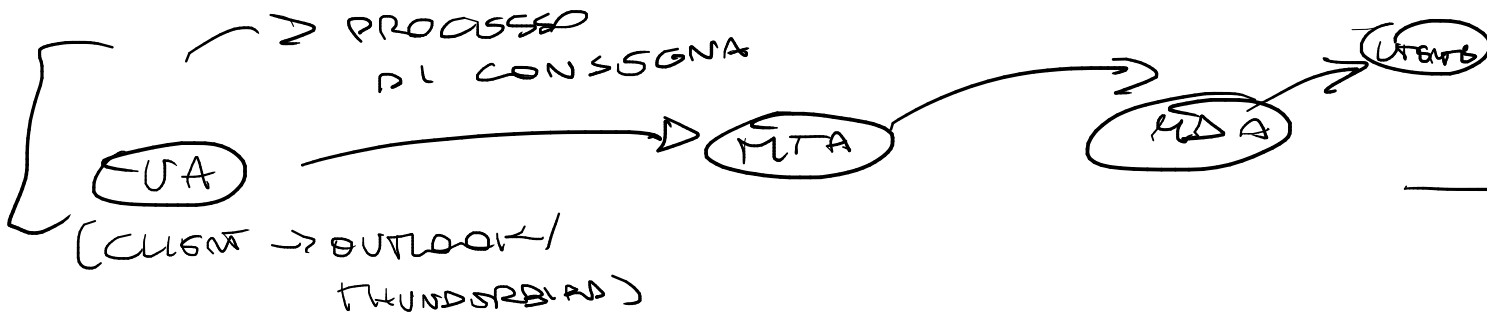 PROCESSO
DI CONSEGNA
UTENTE
MTA
MDA
-UA
(CLIENT → OUTLOOK/
THUNDERBIRD)